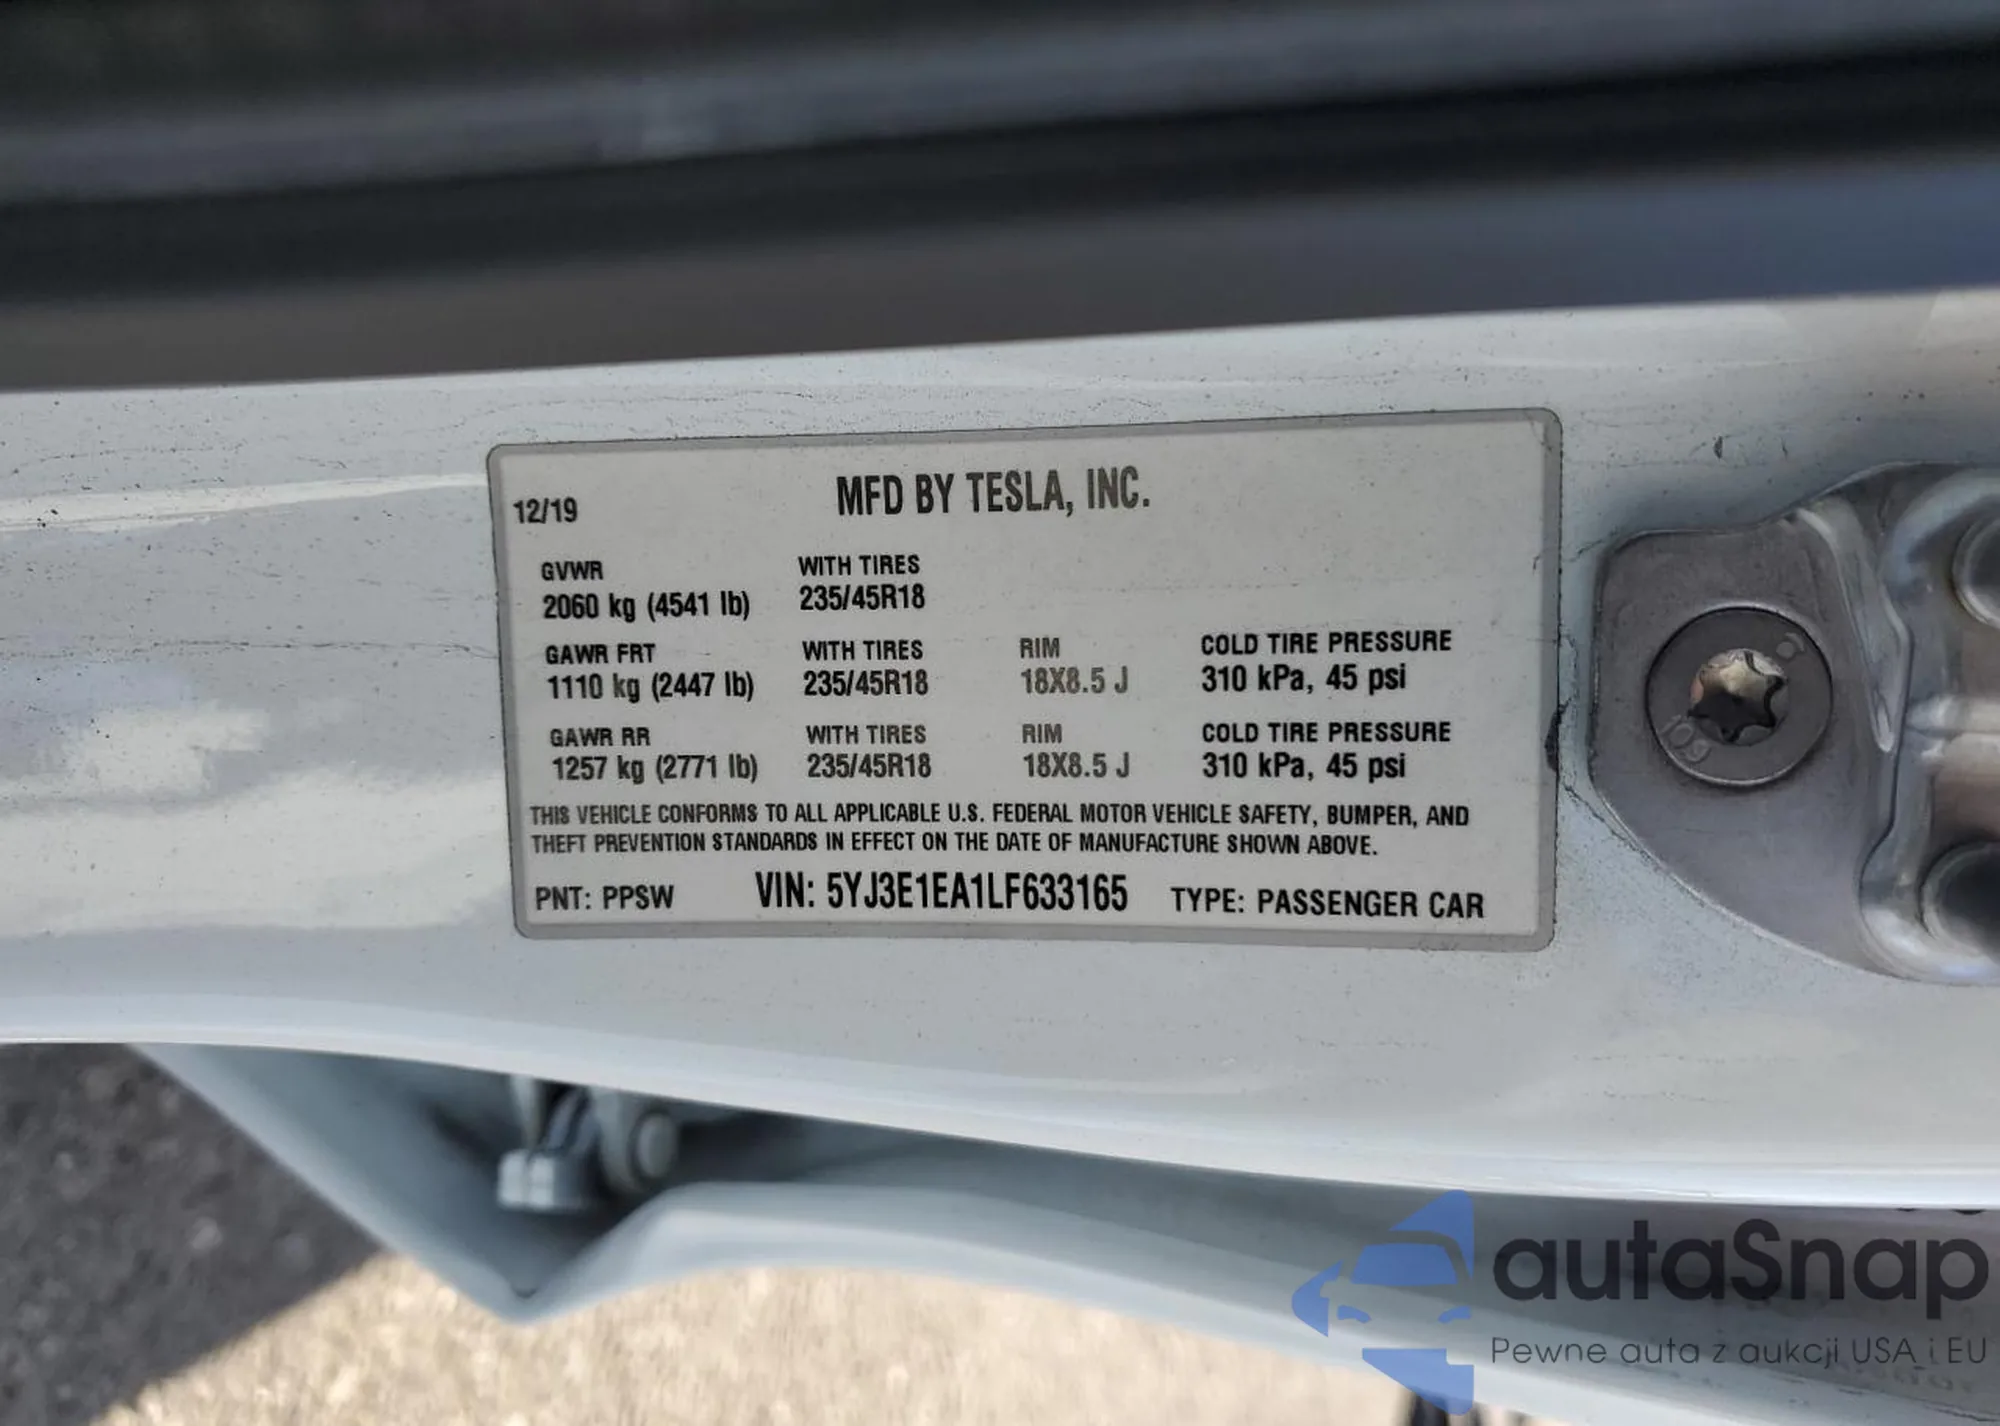 MFD BY TESLA, INC.
12/19
GVWR WITH TIRES
2060 kg (4541 lb) 235/45R18
GAWR FRT WITH TIRES RIM COLD TIRE PRESSURE
1110 kg (2447 lb) 235/45R18 18X8.5 J 310 kPa, 45 psi
GAWR RR WITH TIRES RIM COLD TIRE PRESSURE
1257 kg (2771 lb) 235/45R18 18X8.5 J 310 kPa, 45 psi
THIS VEHICLE CONFORMS TO ALL APPLICABLE U.S. FEDERAL MOTOR VEHICLE SAFETY, BUMPER, AND
THEFT PREVENTION STANDARDS IN EFFECT ON THE DATE OF MANUFACTURE SHOWN ABOVE.
PNT: PPSW VIN: 5YJ3E1EA1LF633165 TYPE: PASSENGER CAR
autaSnap
Pewne auta z aukcji USA i EU